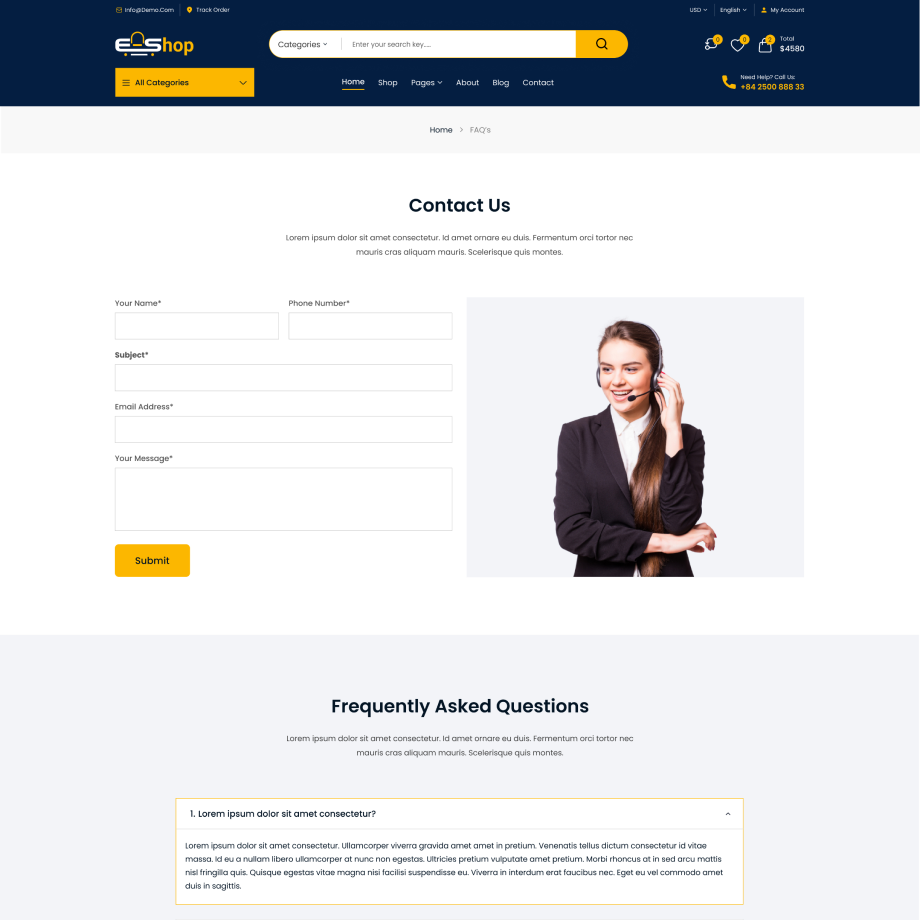 Info@Demo.Com
Track Order
USD
English
My Account
EShop
Categories
Enter your search key....
0
0
2
Total
$4580
All Categories
Home
Shop
Pages
About
Blog
Contact
Need Help? Call Us:
+84 2500 888 33
Home > FAQ's
Contact Us
Lorem ipsum dolor sit amet consectetur. Id amet ornare eu duis. Fermentum orci tortor nec
mauris cras aliquam mauris. Scelerisque quis montes.
Your Name*
Phone Number*
Subject*
Email Address*
Your Message*
Submit
Frequently Asked Questions
Lorem ipsum dolor sit amet consectetur. Id amet ornare eu duis. Fermentum orci tortor nec
mauris cras aliquam mauris. Scelerisque quis montes.
1. Lorem ipsum dolor sit amet consectetur?
Lorem ipsum dolor sit amet consectetur. Ullamcorper viverra gravida amet amet in pretium. Venenatis tellus dictum consectetur id vitae
massa. Id eu a nullam libero ullamcorper at nunc non egestas. Ultricies pretium vulputate amet pretium. Morbi rhoncus at in sed arcu mattis
nisl fringilla quis. Quisque egestas vitae magna nisi facilisi suspendisse eu. Viverra in interdum erat faucibus nec. Eget eu vel commodo amet
duis in sagittis.